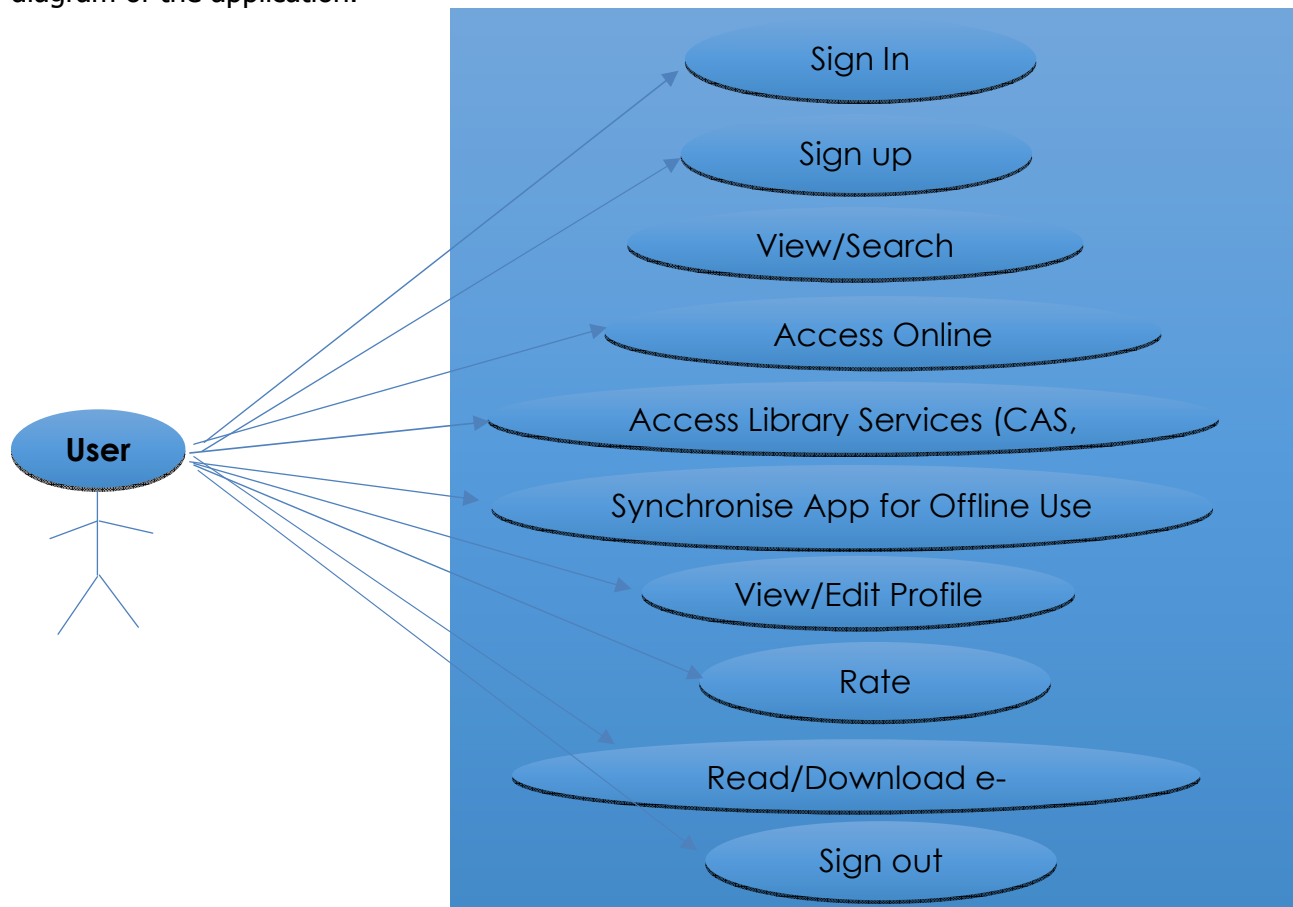 diagram of the application.
Sign In
Sign up
View/Search
Access Online
Access Library Services (CAS,
User
Synchronise App for Offline Use
View/Edit Profile
Rate
Read/Download e-
Sign out